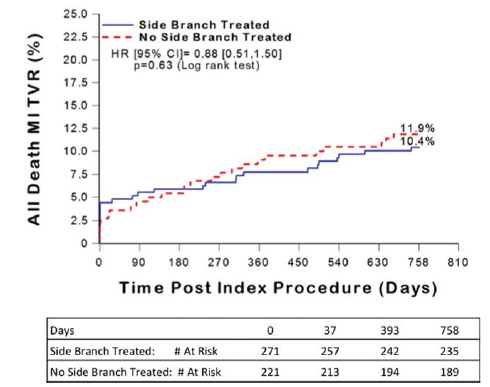 25.0
22.5
20.0
17.5
15.0
12.5
10.0
7.5
5.0
2.5
0
All Death MI TVR (%)
Side Branch Treated
No Side Branch Treated
HR [95% CI]= 0.88 [0.51,1.50]
p=0.63 (Log rank test)
11.9%
10.4%
0 90 180 270 360 450 540 630 758 810
Time Post Index Procedure (Days)
Days 0 37 393 758
Side Branch Treated: # At Risk 271 257 242 235
No Side Branch Treated: # At Risk 221 213 194 189